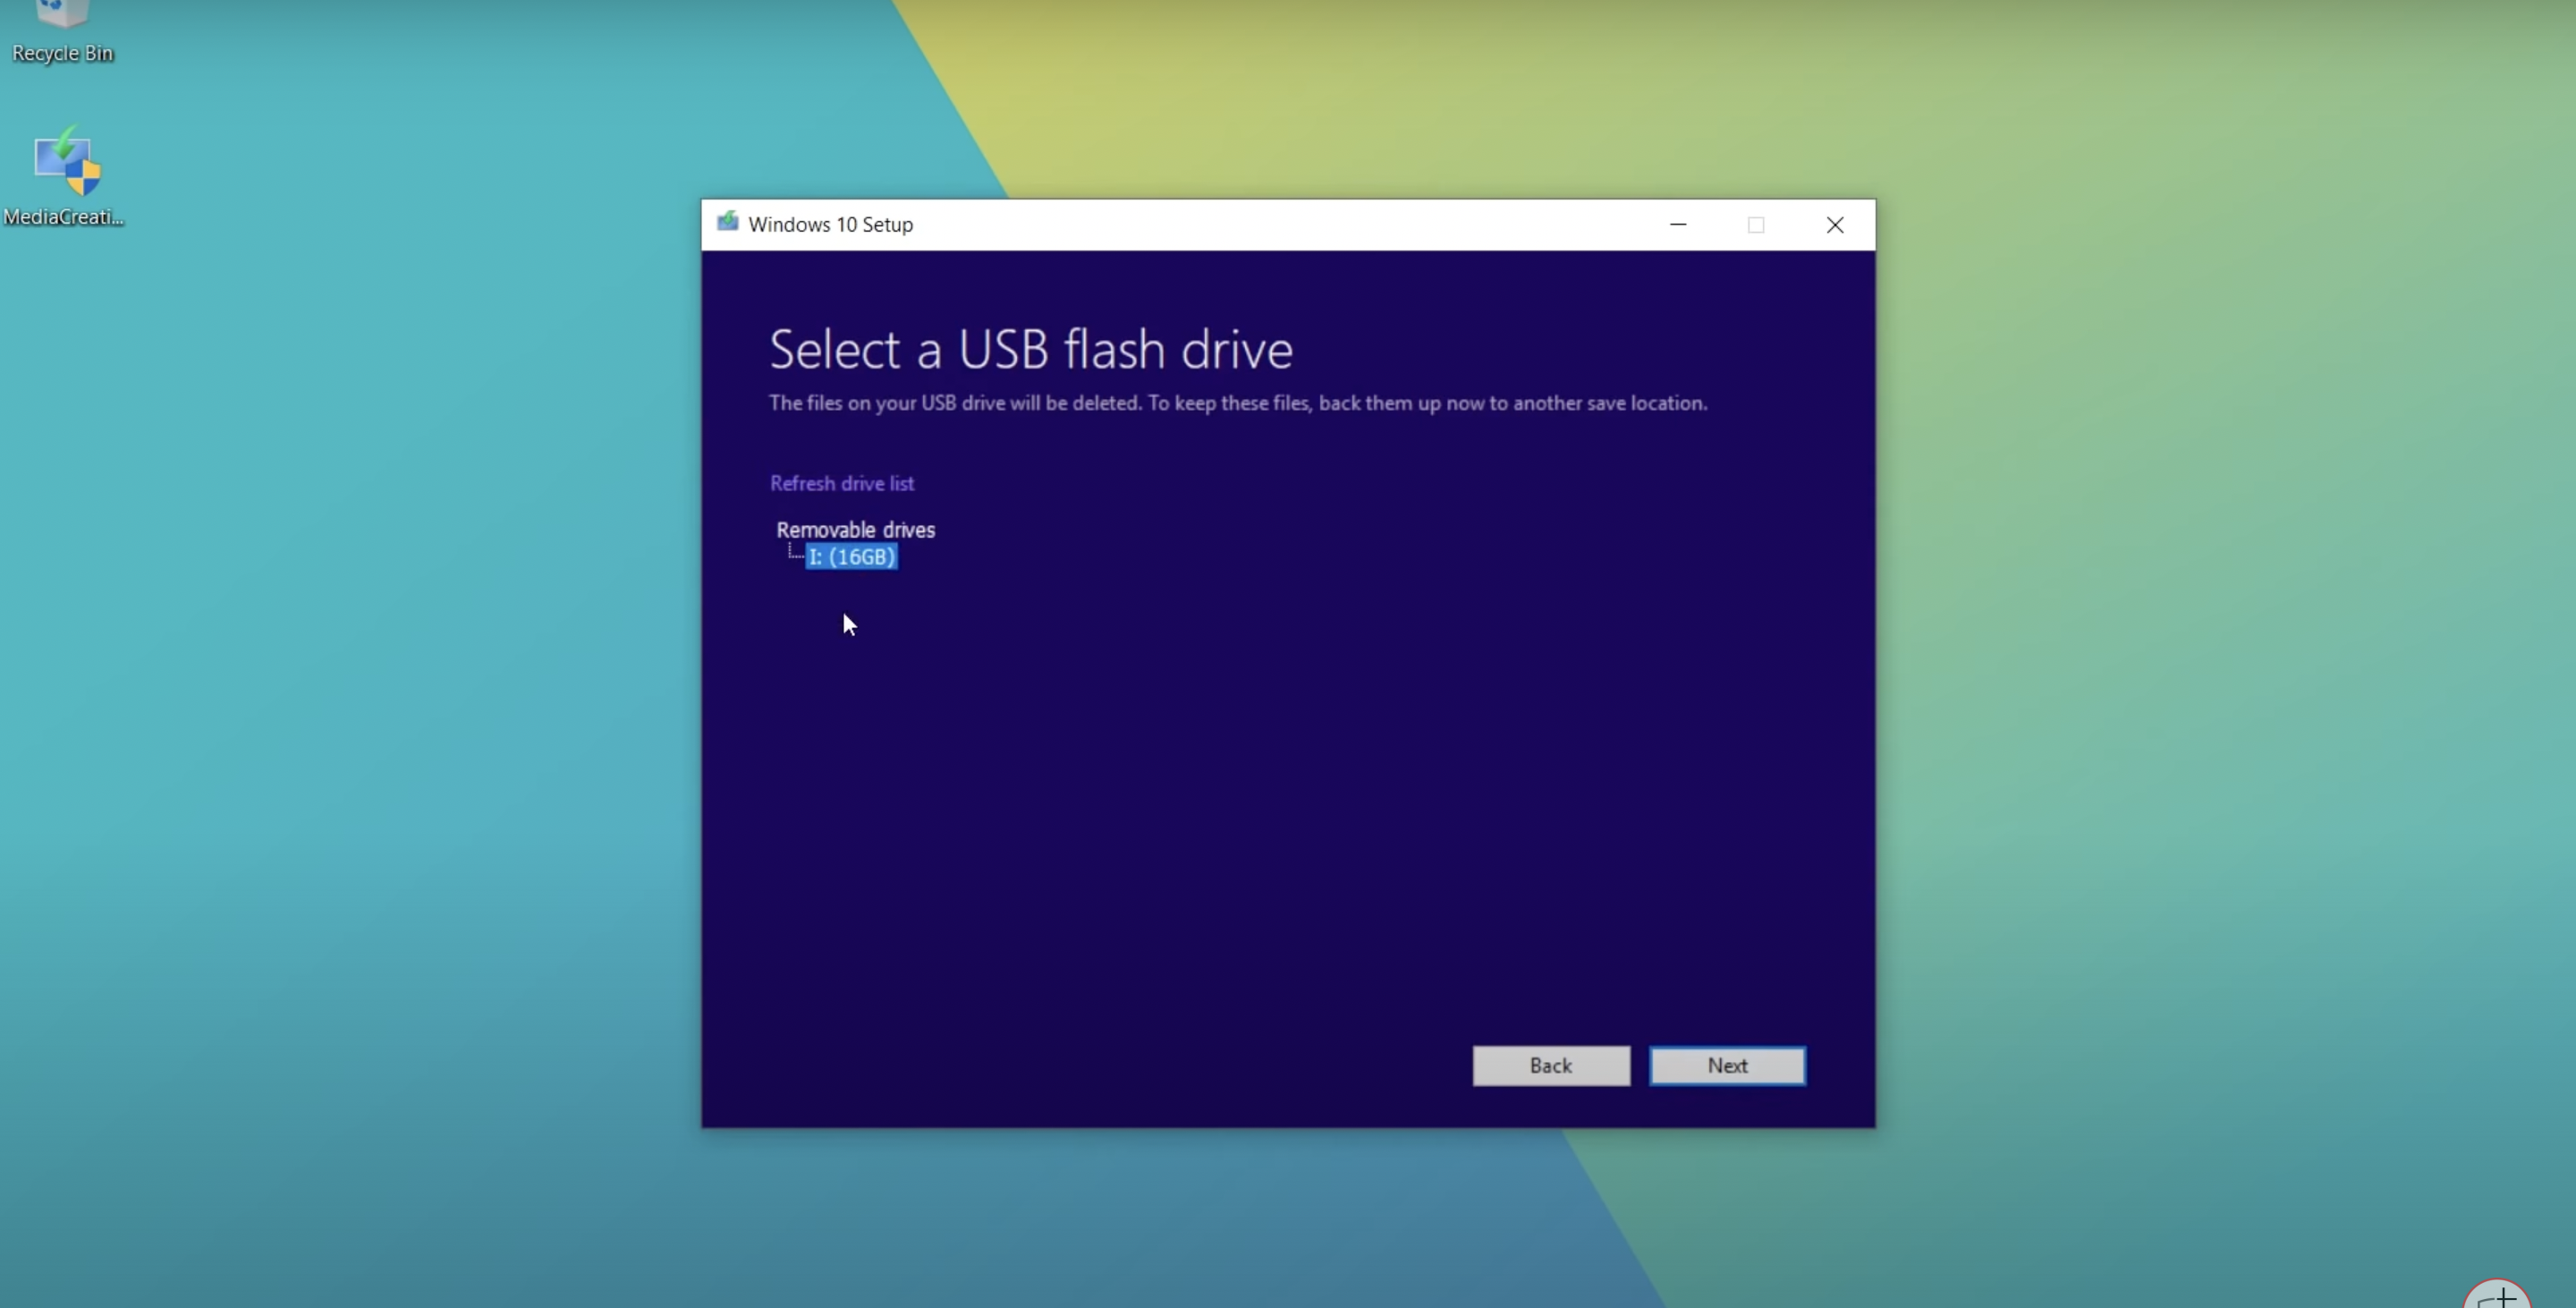 Recycle Bin
MediaCreati...
Windows 10 Setup
Select a USB flash drive
The files on your USB drive will be deleted. To keep these files, back them up now to another save location.
Refresh drive list
Removable drives
I: (16GB)
Back
Next